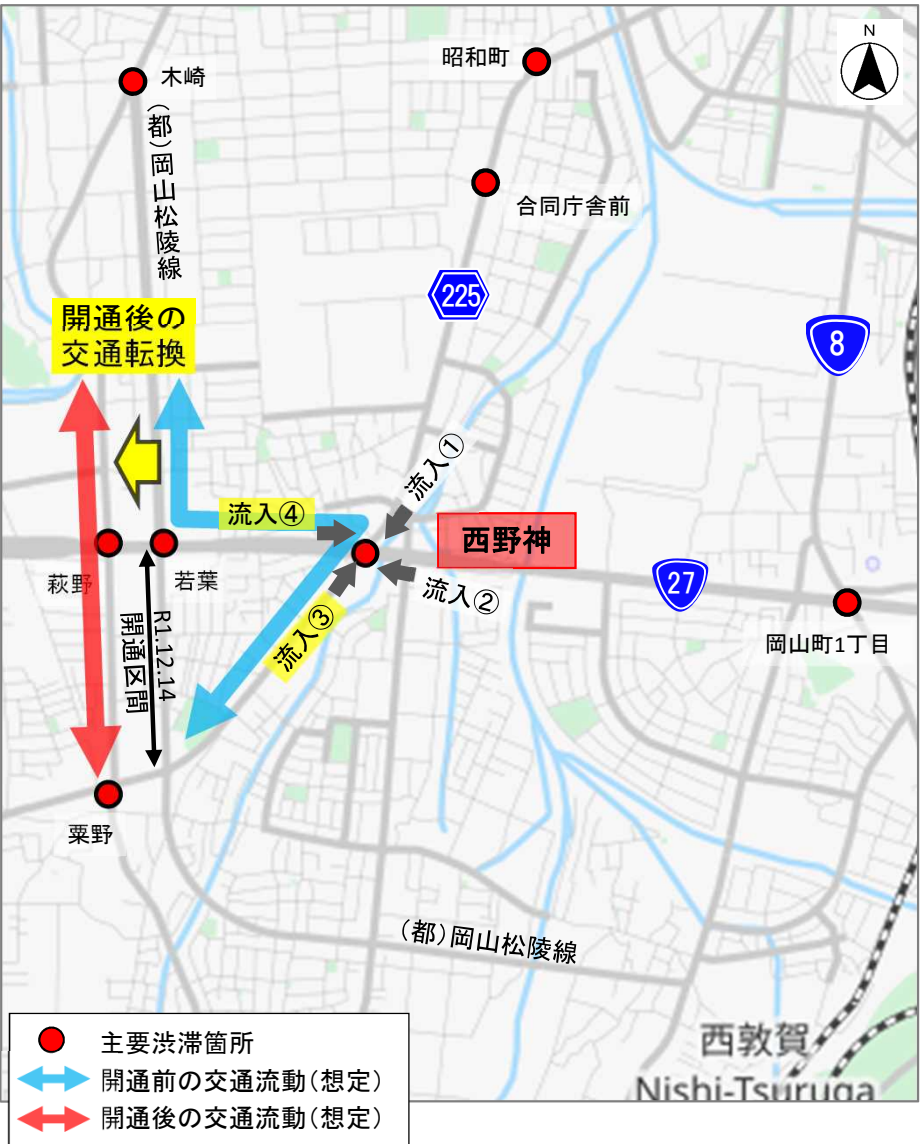 N
昭和町
木崎
(都)岡山松陵線
合同庁舎前
225
開通後の
交通転換
8
流入①
流入④
西野神
萩野
若葉
流入②
27
流入③
R1.12.14
開通区間
岡山町1丁目
粟野
(都)岡山松陵線
西敦賀
Nishi-Tsuruga
主要渋滞箇所
開通前の交通流動(想定)
開通後の交通流動(想定)